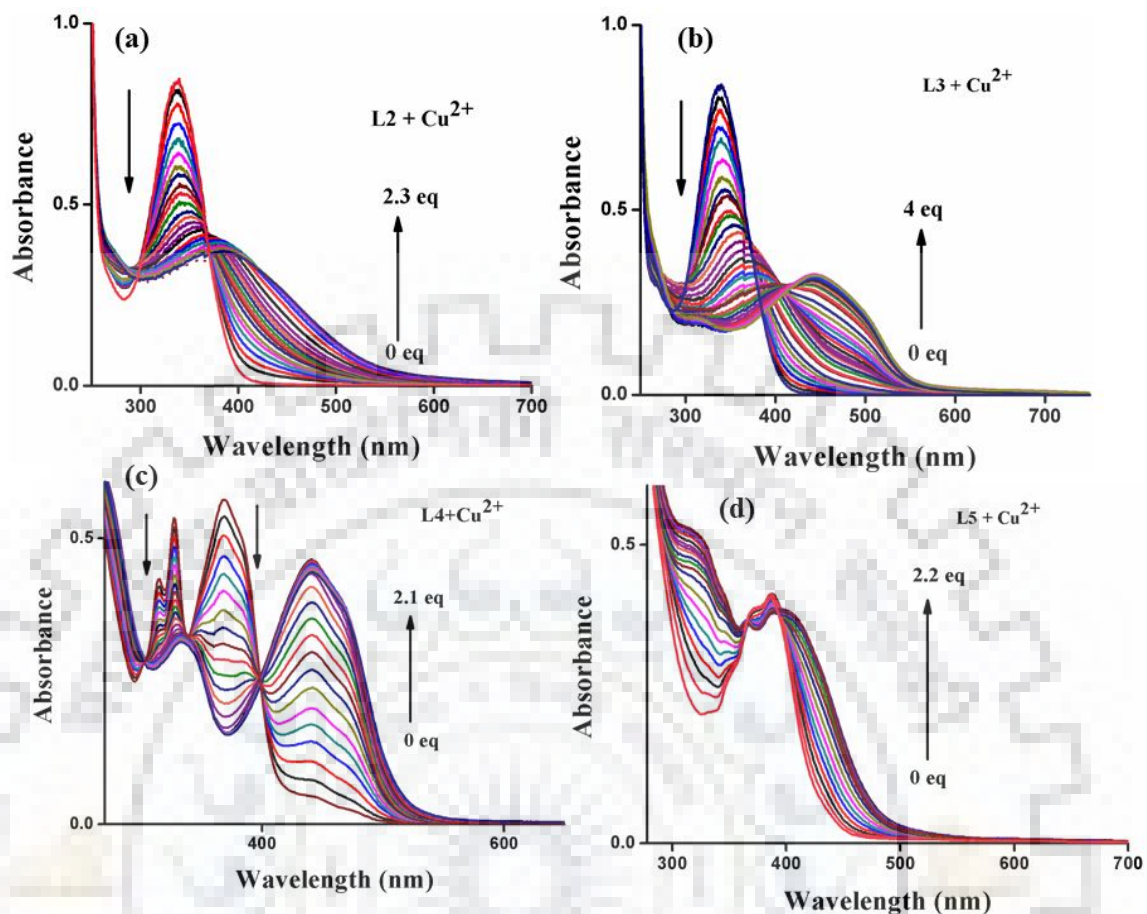 (a)
L2 + Cu2+
2.3 eq
0 eq
1.0
0.5
0.0
Absorbance
300 400 500 600 700
Wavelength (nm)
(b)
L3 + Cu2+
4 eq
0 eq
1.0
0.5
0.0
Absorbance
300 400 500 600 700
Wavelength (nm)
(c)
L4+Cu2+
2.1 eq
0 eq
0.5
0.0
Absorbance
400 600
Wavelength (nm)
(d)
L5 + Cu2+
2.2 eq
0 eq
0.5
0.0
Absorbance
300 400 500 600 700
Wavelength (nm)